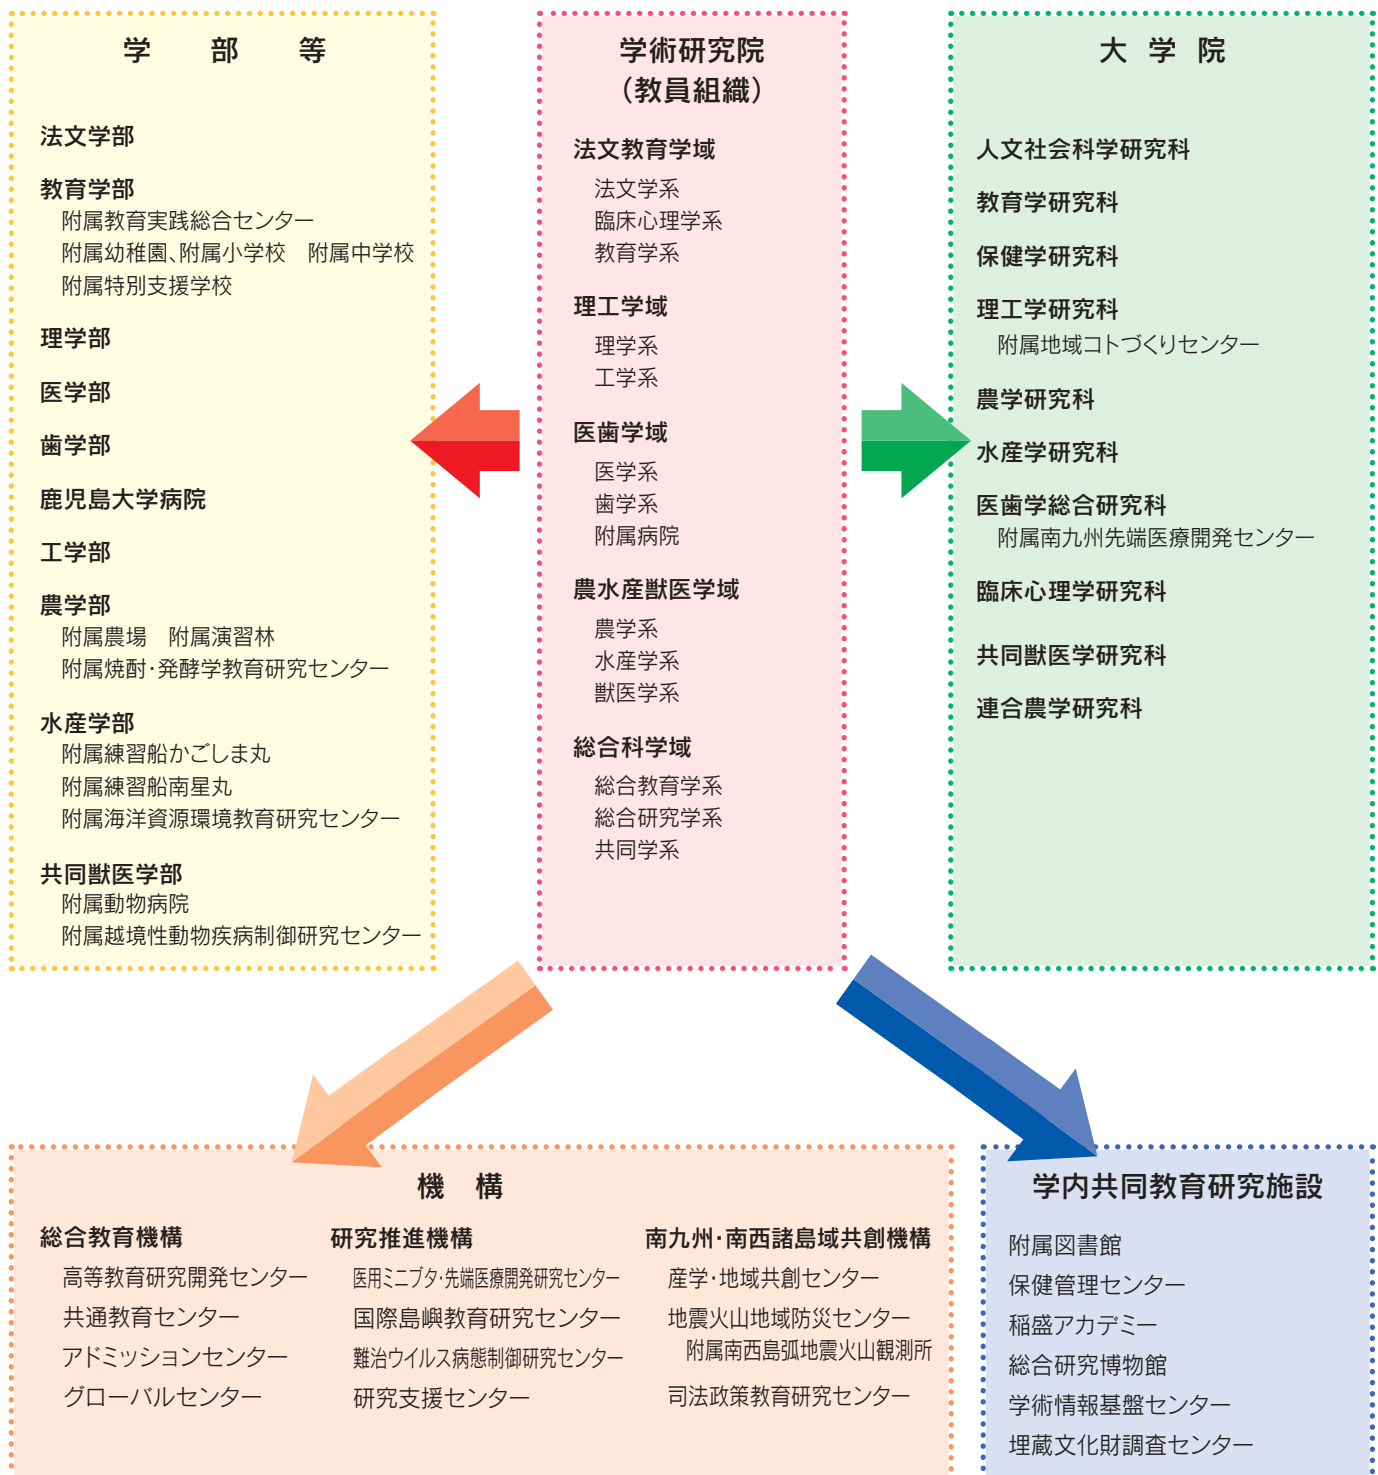 学　部　等
法文学部
教育学部
附属教育実践総合センター
附属幼稚園、附属小学校　附属中学校
附属特別支援学校
理学部
医学部
歯学部
鹿児島大学病院
工学部
農学部
附属農場　附属演習林
附属焼酎・発酵学教育研究センター
水産学部
附属練習船かごしま丸
附属練習船南星丸
附属海洋資源環境教育研究センター
共同獣医学部
附属動物病院
附属越境性動物疾病制御研究センター
学術研究院
（教員組織）
法文教育学域
法文学系
臨床心理学系
教育学系
理工学域
理学系
工学系
医歯学域
医学系
歯学系
附属病院
農水産獣医学域
農学系
水産学系
獣医学系
総合科学域
総合教育学系
総合研究学系
共同学系
大 学 院
人文社会科学研究科
教育学研究科
保健学研究科
理工学研究科
附属地域コトづくりセンター
農学研究科
水産学研究科
医歯学総合研究科
附属南九州先端医療開発センター
臨床心理学研究科
共同獣医学研究科
連合農学研究科
機　構
総合教育機構
高等教育研究開発センター
共通教育センター
アドミッションセンター
グローバルセンター
研究推進機構
医用ミニブタ・先端医療開発研究センター
国際島嶼教育研究センター
難治ウイルス病態制御研究センター
研究支援センター
南九州・南西諸島域共創機構
産学・地域共創センター
地震火山地域防災センター
附属南西島弧地震火山観測所
司法政策教育研究センター
学内共同教育研究施設
附属図書館
保健管理センター
稲盛アカデミー
総合研究博物館
学術情報基盤センター
埋蔵文化財調査センター